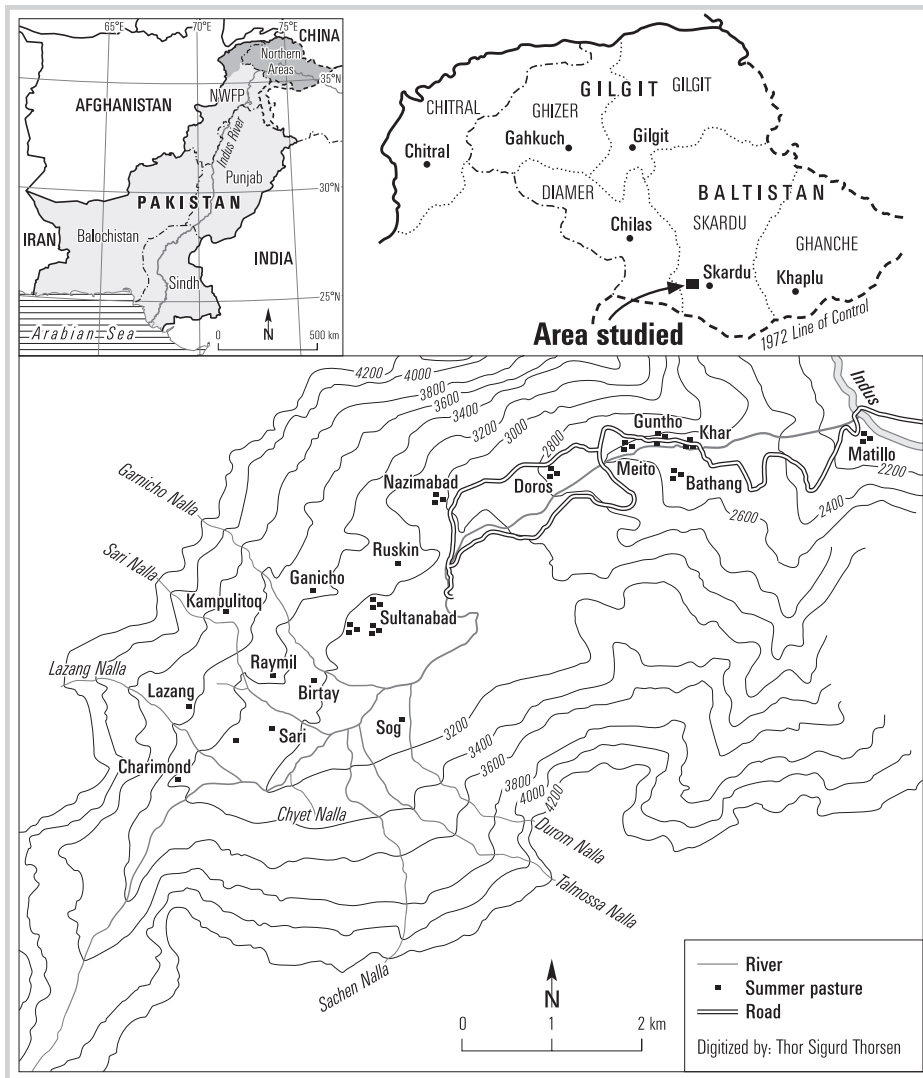 65°E
70°E
75°E
CHINA
Northern
Areas
35°N
NWFP
AFGHANISTAN
Indus River
Punjab
30°N
PAKISTAN
IRAN
Balochistan
INDIA
Sindh
25°N
Arabian Sea
N
0
500 km
CHITRAL
GILGIT
GILGIT
GHIZER
Chitral
Gahkuch
Gilgit
DIAMER
BALTISTAN
SKARDU
Chilas
GHANCHE
Skardu
Khaplu
Area studied
1972 Line of Control
4200
4000
3800
3600
3400
3200
3000
2800
Indus
Guntho
Khar
Matillo
2200
Meito
Bathang
Doros
Nazimabad
2600
2400
Garnicho Nalla
Ruskin
Sari Nalla
Ganicho
Kampulitoq
Sultanabad
Lazang Nalla
Raymil
Birtay
Lazang
Sog
Sari
3200
3400
3600
3800
4000
4200
Charimond
Chyet Nalla
Durom Nalla
Talmossa Nalla
Sachen Nalla
N
0
1
2 km
River
Summer pasture
Road
Digitized by: Thor Sigurd Thorsen